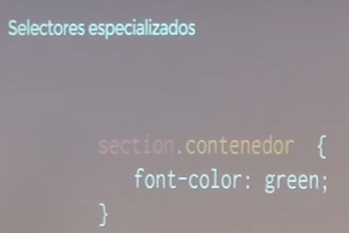 Selectores especializados
section.contenedor {
font-color: green;
}